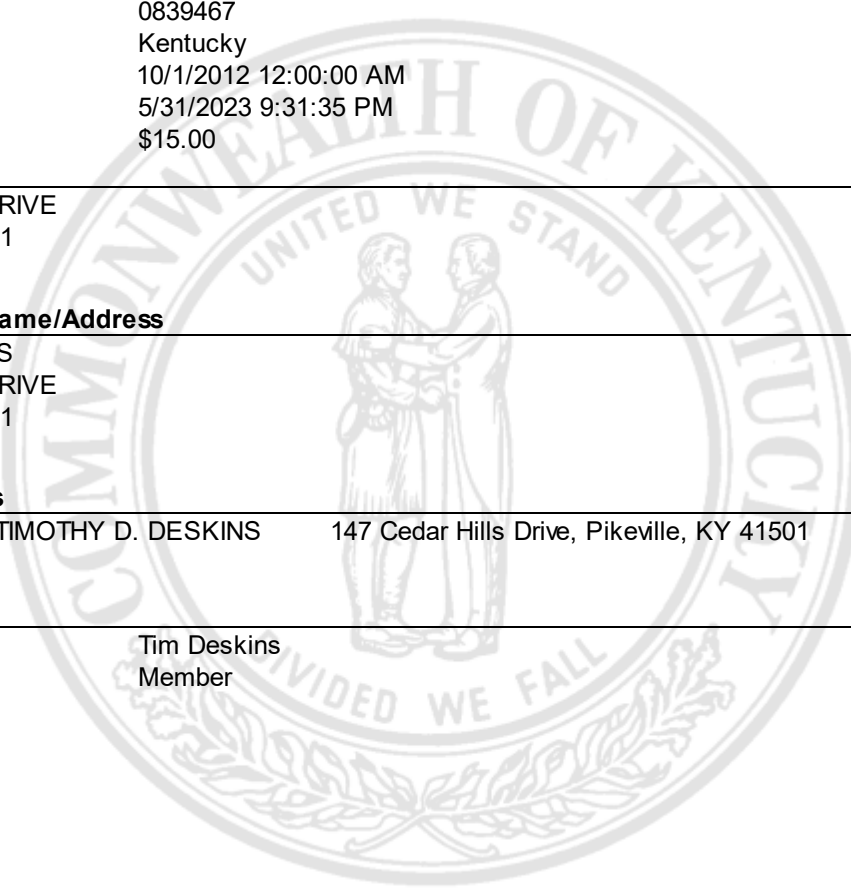 0839467
Kentucky
10/1/2012 12:00:00 AM
5/31/2023 9:31:35 PM
$15.00
RIVE
1
ame/Address
S
RIVE
1
s
TIMOTHY D. DESKINS 147 Cedar Hills Drive, Pikeville, KY 41501
Tim Deskins
Member
COMMONWEALTH OF KENTUCKY
UNITED WE STAND
DIVIDED WE FALL